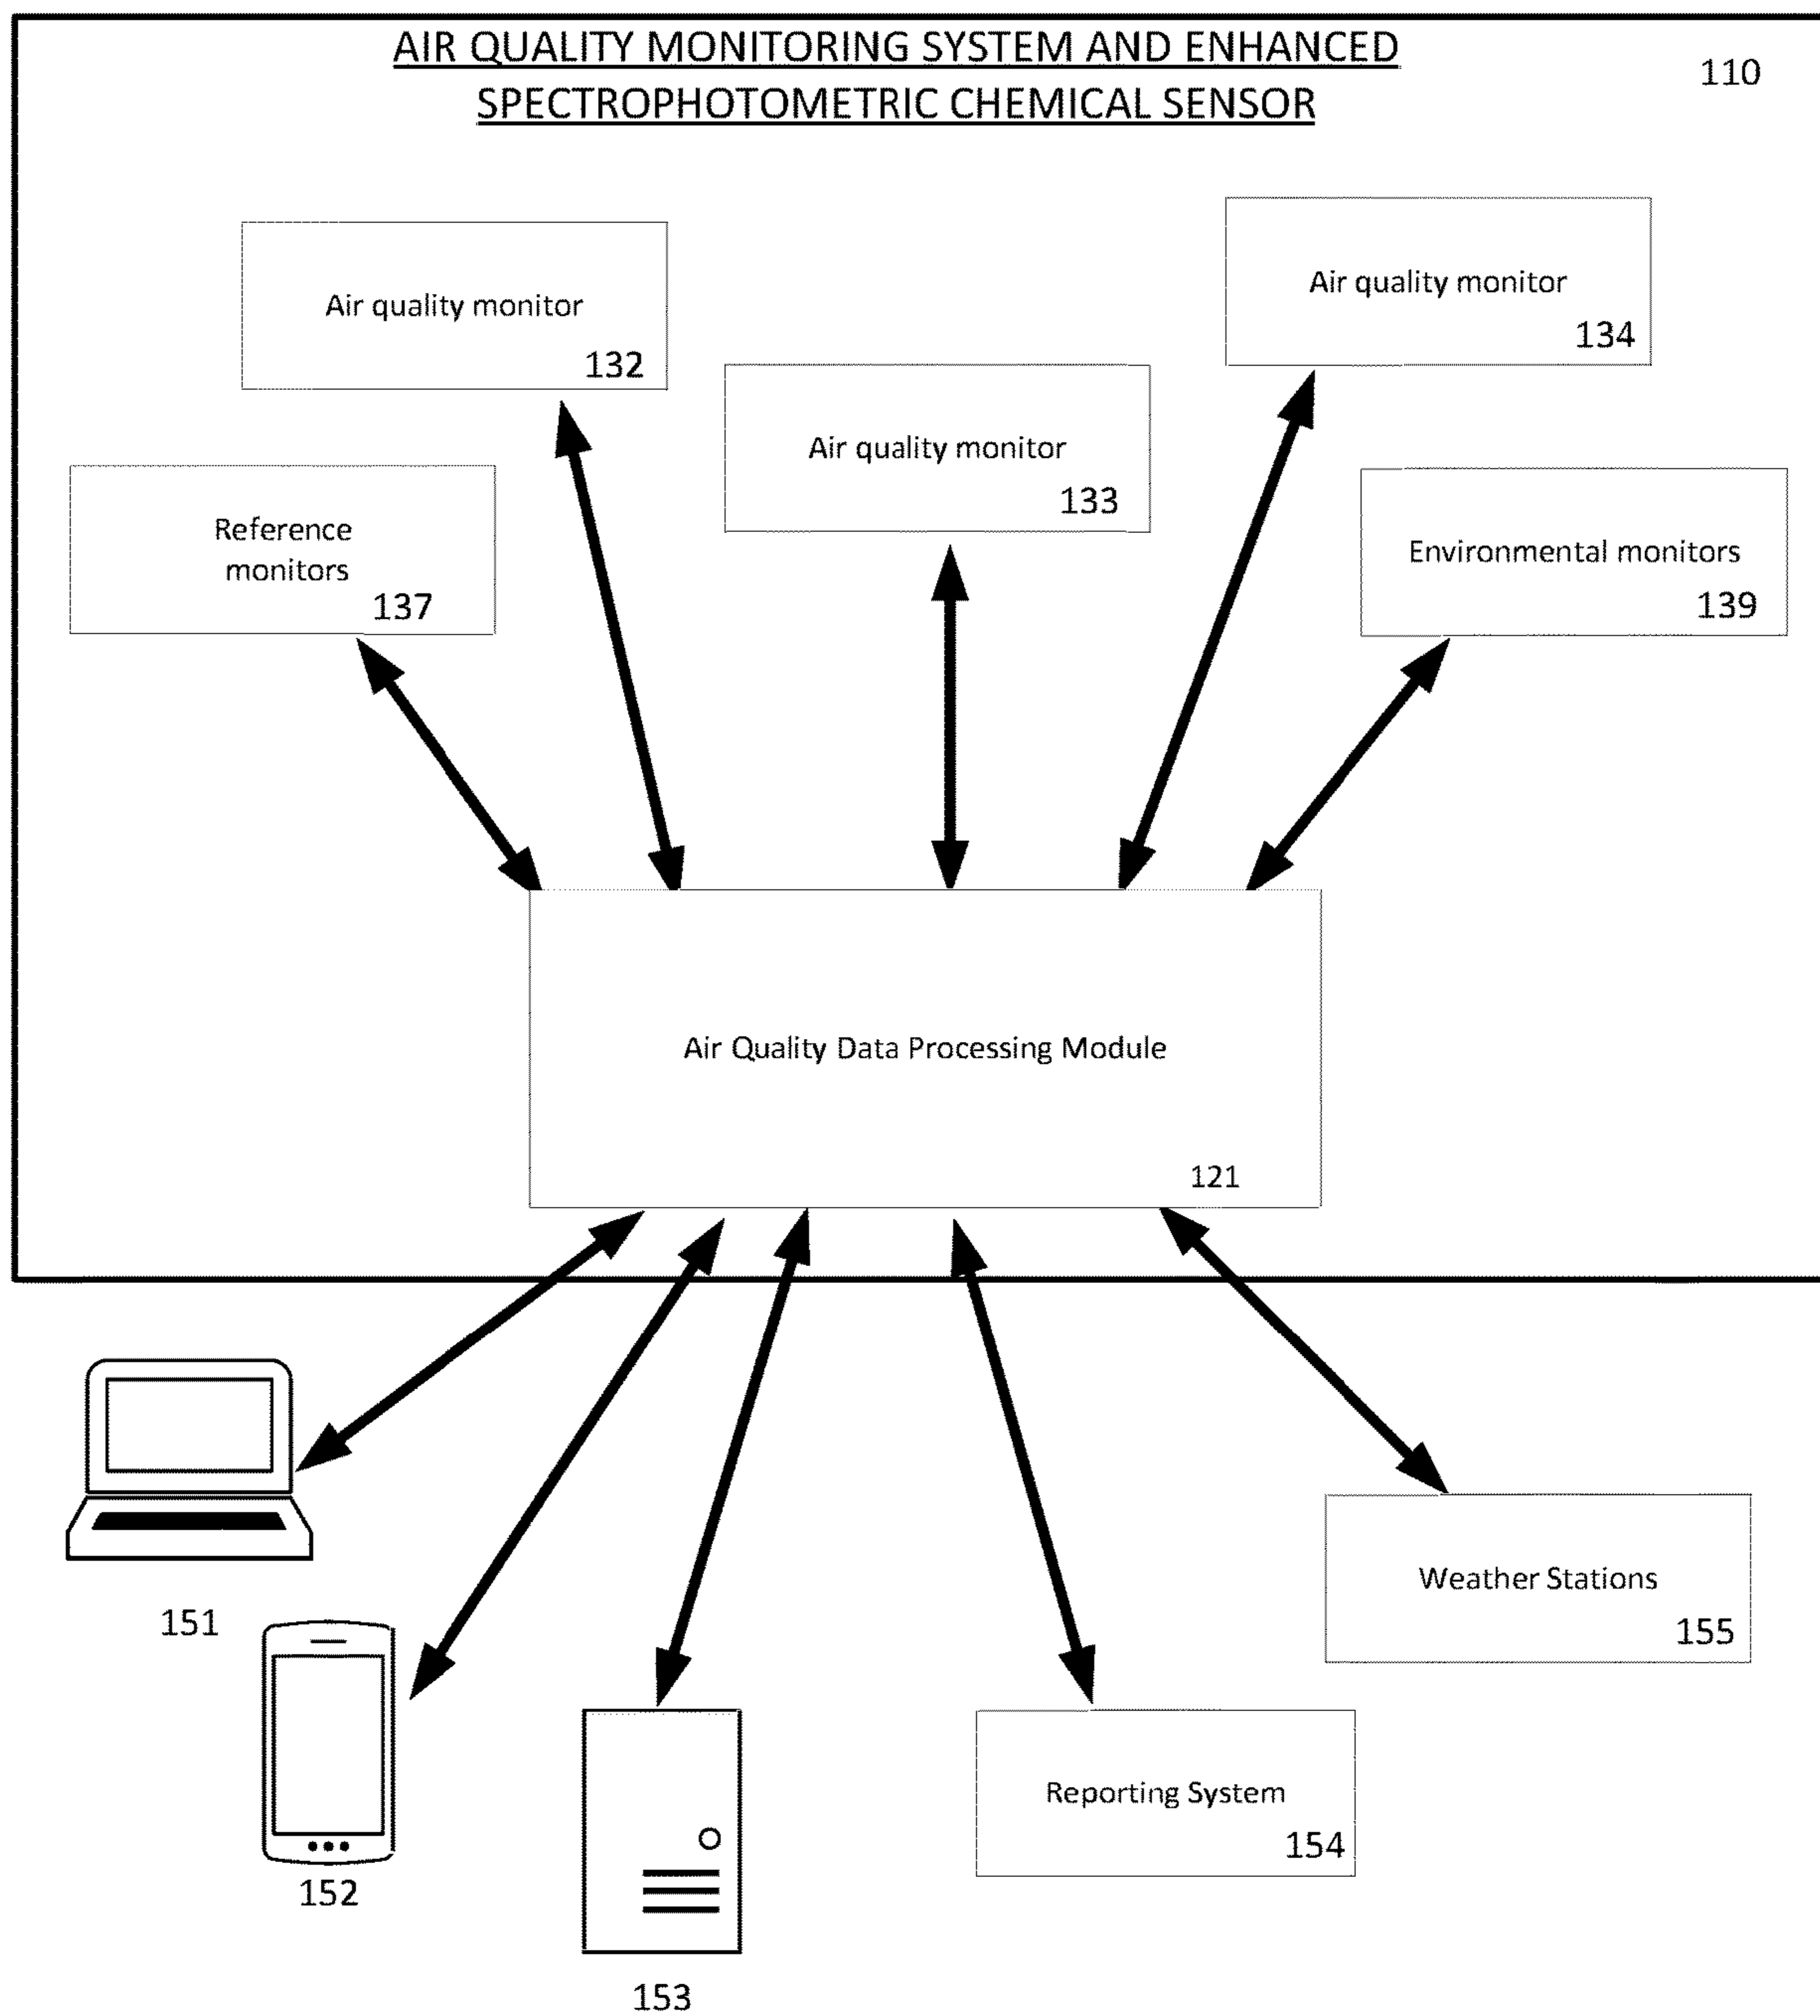 AIR QUALITY MONITORING SYSTEM AND ENHANCED
SPECTROPHOTOMETRIC CHEMICAL SENSOR
110
Air quality monitor
132
Air quality monitor
133
Air quality monitor
134
Reference
monitors
137
Environmental monitors
139
Air Quality Data Processing Module
121
151
152
153
Reporting System
154
Weather Stations
155